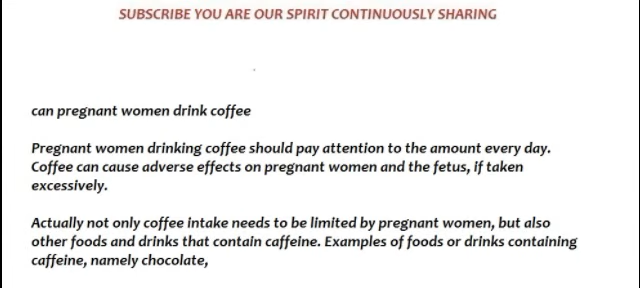 SUBSCRIBE YOU ARE OUR SPIRIT CONTINUOUSLY SHARING
can pregnant women drink coffee
Pregnant women drinking coffee should pay attention to the amount every day.
Coffee can cause adverse effects on pregnant women and the fetus, if taken
excessively.
Actually not only coffee intake needs to be limited by pregnant women, but also
other foods and drinks that contain caffeine. Examples of foods or drinks containing
caffeine, namely chocolate,